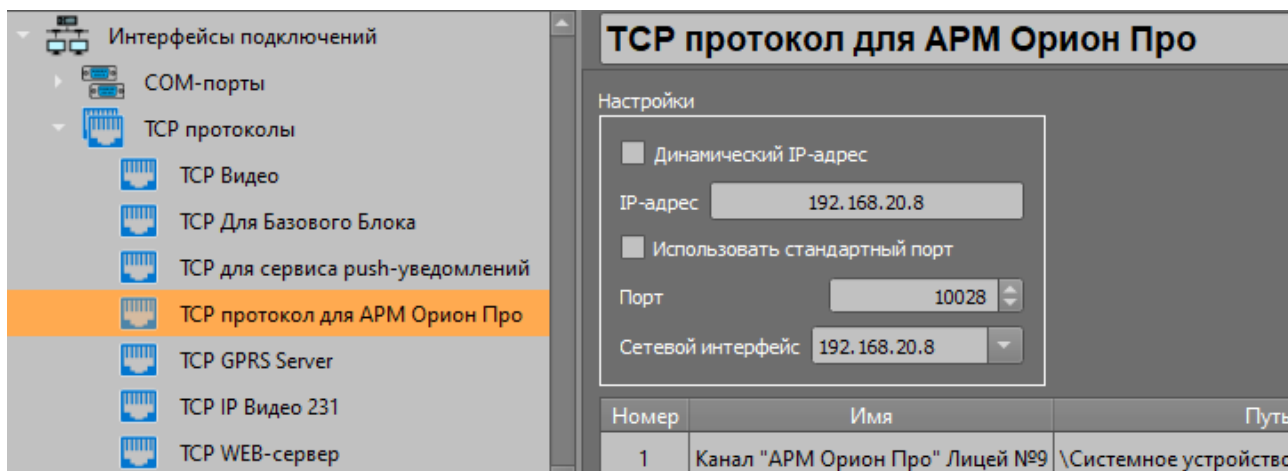 Интерфейсы подключений
COM-порты
TCP протоколы
TCP Видео
TCP Для Базового Блока
TCP для сервиса push-уведомлений
TCP протокол для АРМ Орион Про
TCP GPRS Server
TCP IP Видео 231
TCP WEB-сервер
TCP протокол для АРМ Орион Про
Настройки
Динамический IP-адрес
IP-адрес 192.168.20.8
Использовать стандартный порт
Порт 10028
Сетевой интерфейс 192.168.20.8
Номер Имя Путь
1 Канал "АРМ Орион Про" Лицей №9 \Системное устройство